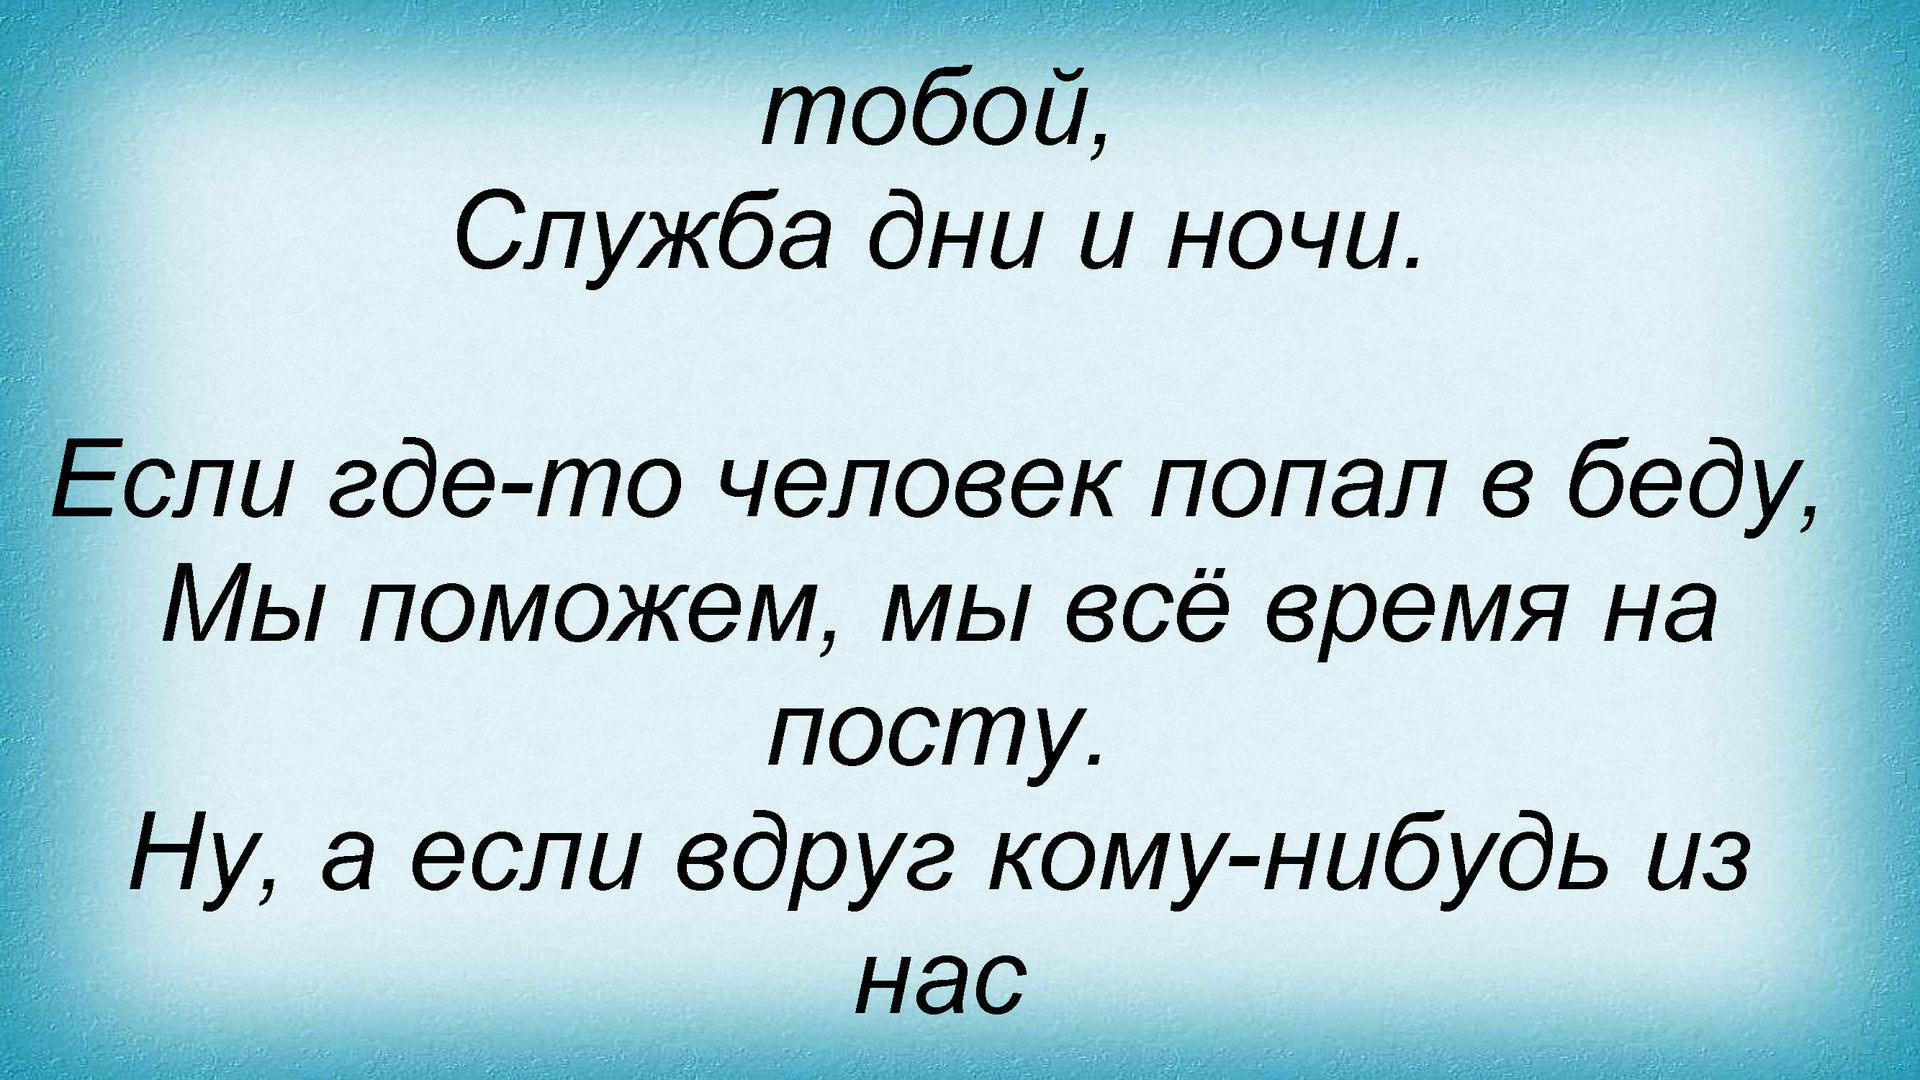 тобой,
Служба дни и ночи.
Если где-то человек попал в беду,
Мы поможем, мы всё время на
посту.
Ну, а если вдруг кому-нибудь из
нас